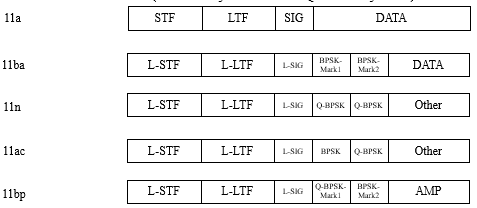 11a STF LTF SIG DATA
11ba L-STF L-LTF L-SIG BPSK-Mark1 BPSK-Mark2 DATA
11n L-STF L-LTF L-SIG Q-BPSK Q-BPSK Other
11ac L-STF L-LTF L-SIG BPSK Q-BPSK Other
11bp L-STF L-LTF L-SIG Q-BPSK-Mark1 BPSK-Mark2 AMP